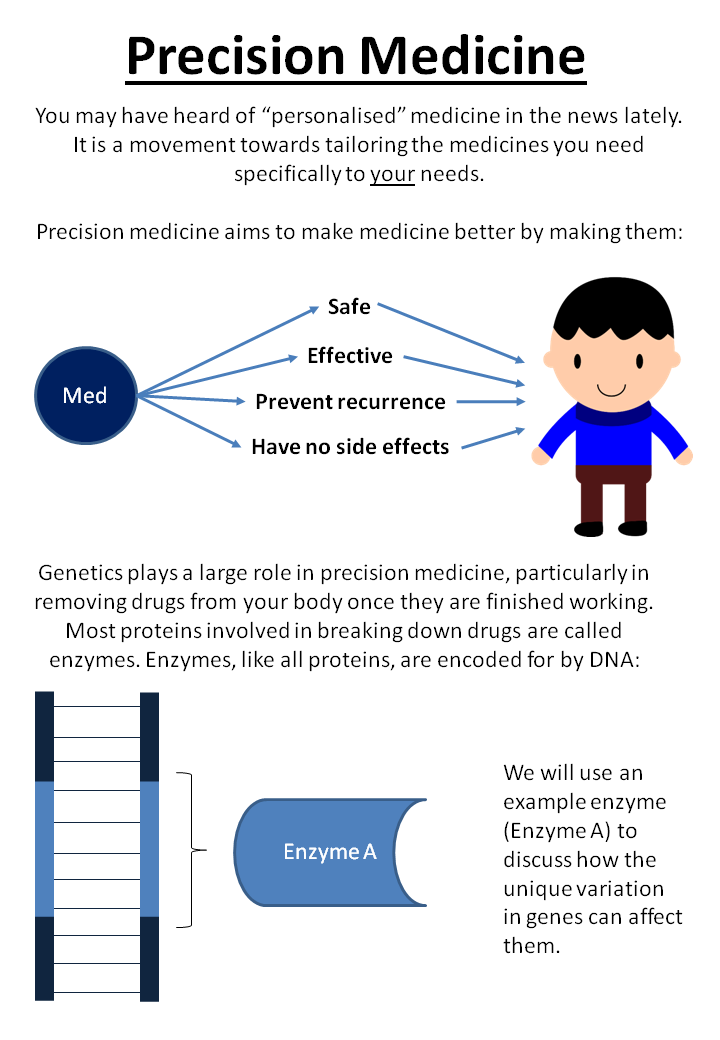 Precision Medicine
You may have heard of “personalised” medicine in the news lately.
It is a movement towards tailoring the medicines you need
specifically to your needs.
Precision medicine aims to make medicine better by making them:
Safe
Effective
Med
Prevent recurrence
Have no side effects
Genetics plays a large role in precision medicine, particularly in
removing drugs from your body once they are finished working.
Most proteins involved in breaking down drugs are called
enzymes. Enzymes, like all proteins, are encoded for by DNA:
Enzyme A
We will use an
example enzyme
(Enzyme A) to
discuss how the
unique variation
in genes can affect
them.